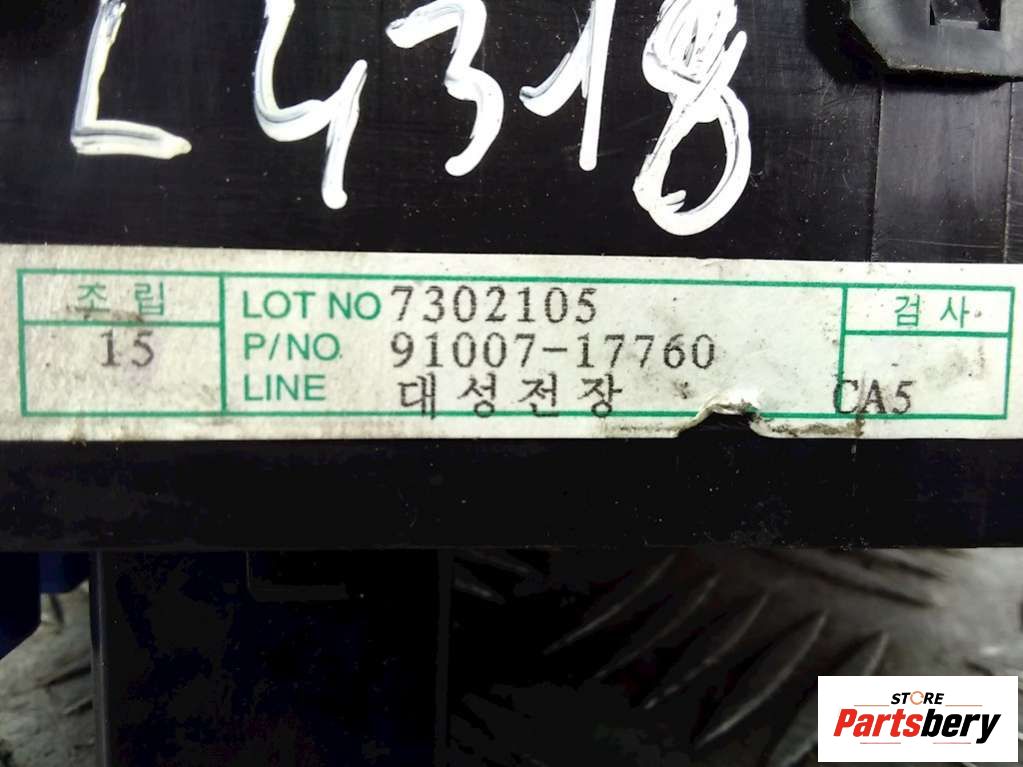 L4318
조립
15
LOT NO 7302105
P/NO. 91007-17760
LINE 대성전장
검사
CA5
STORE
Partsbery